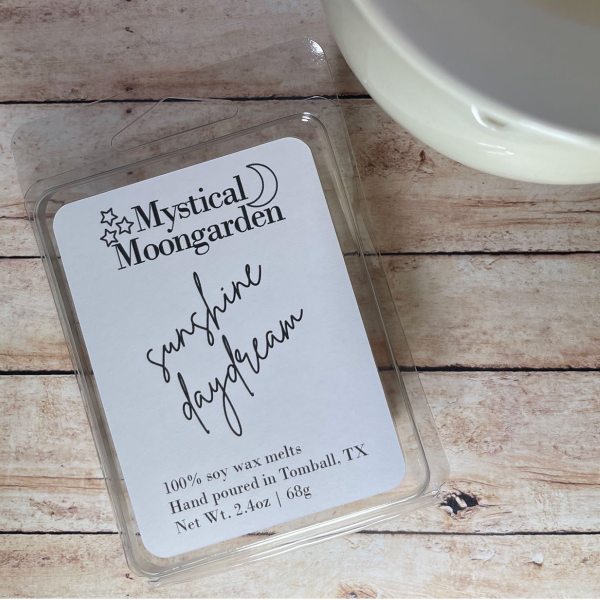 Mystical
Moongarden
sunshine
daydream
100% soy wax melts
Hand poured in Tomball, TX
Net Wt. 2.4oz | 68g